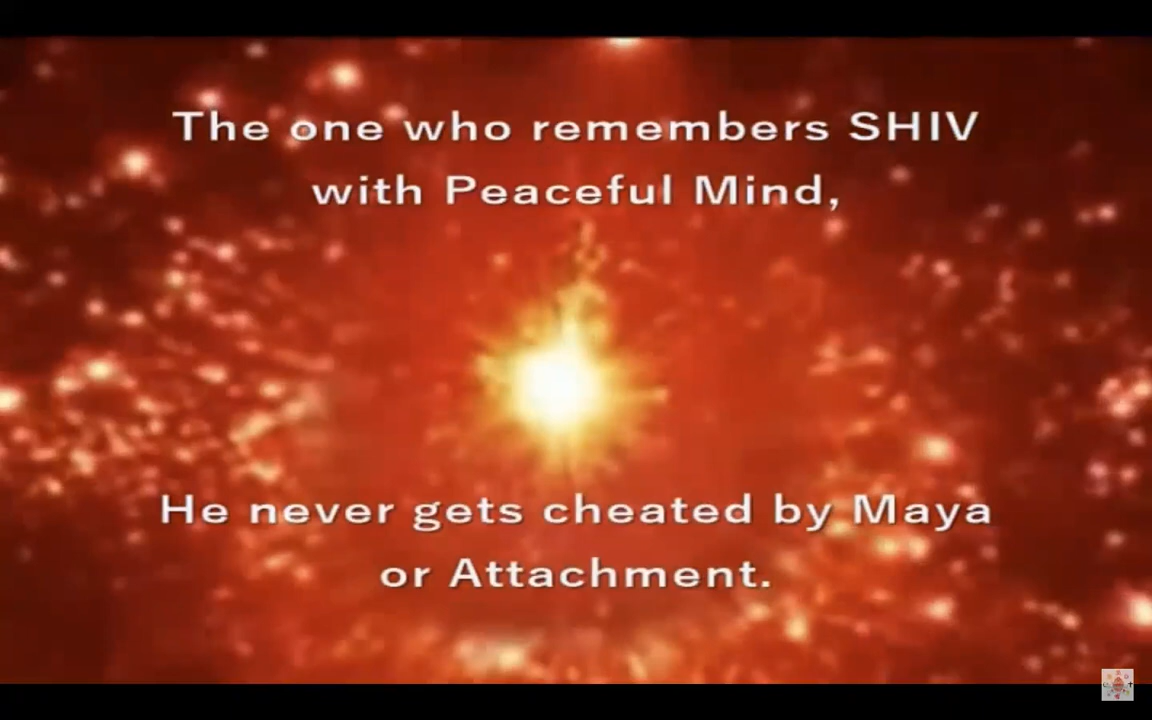 The one who remembers SHIV
with Peaceful Mind,
He never gets cheated by Maya
or Attachment.